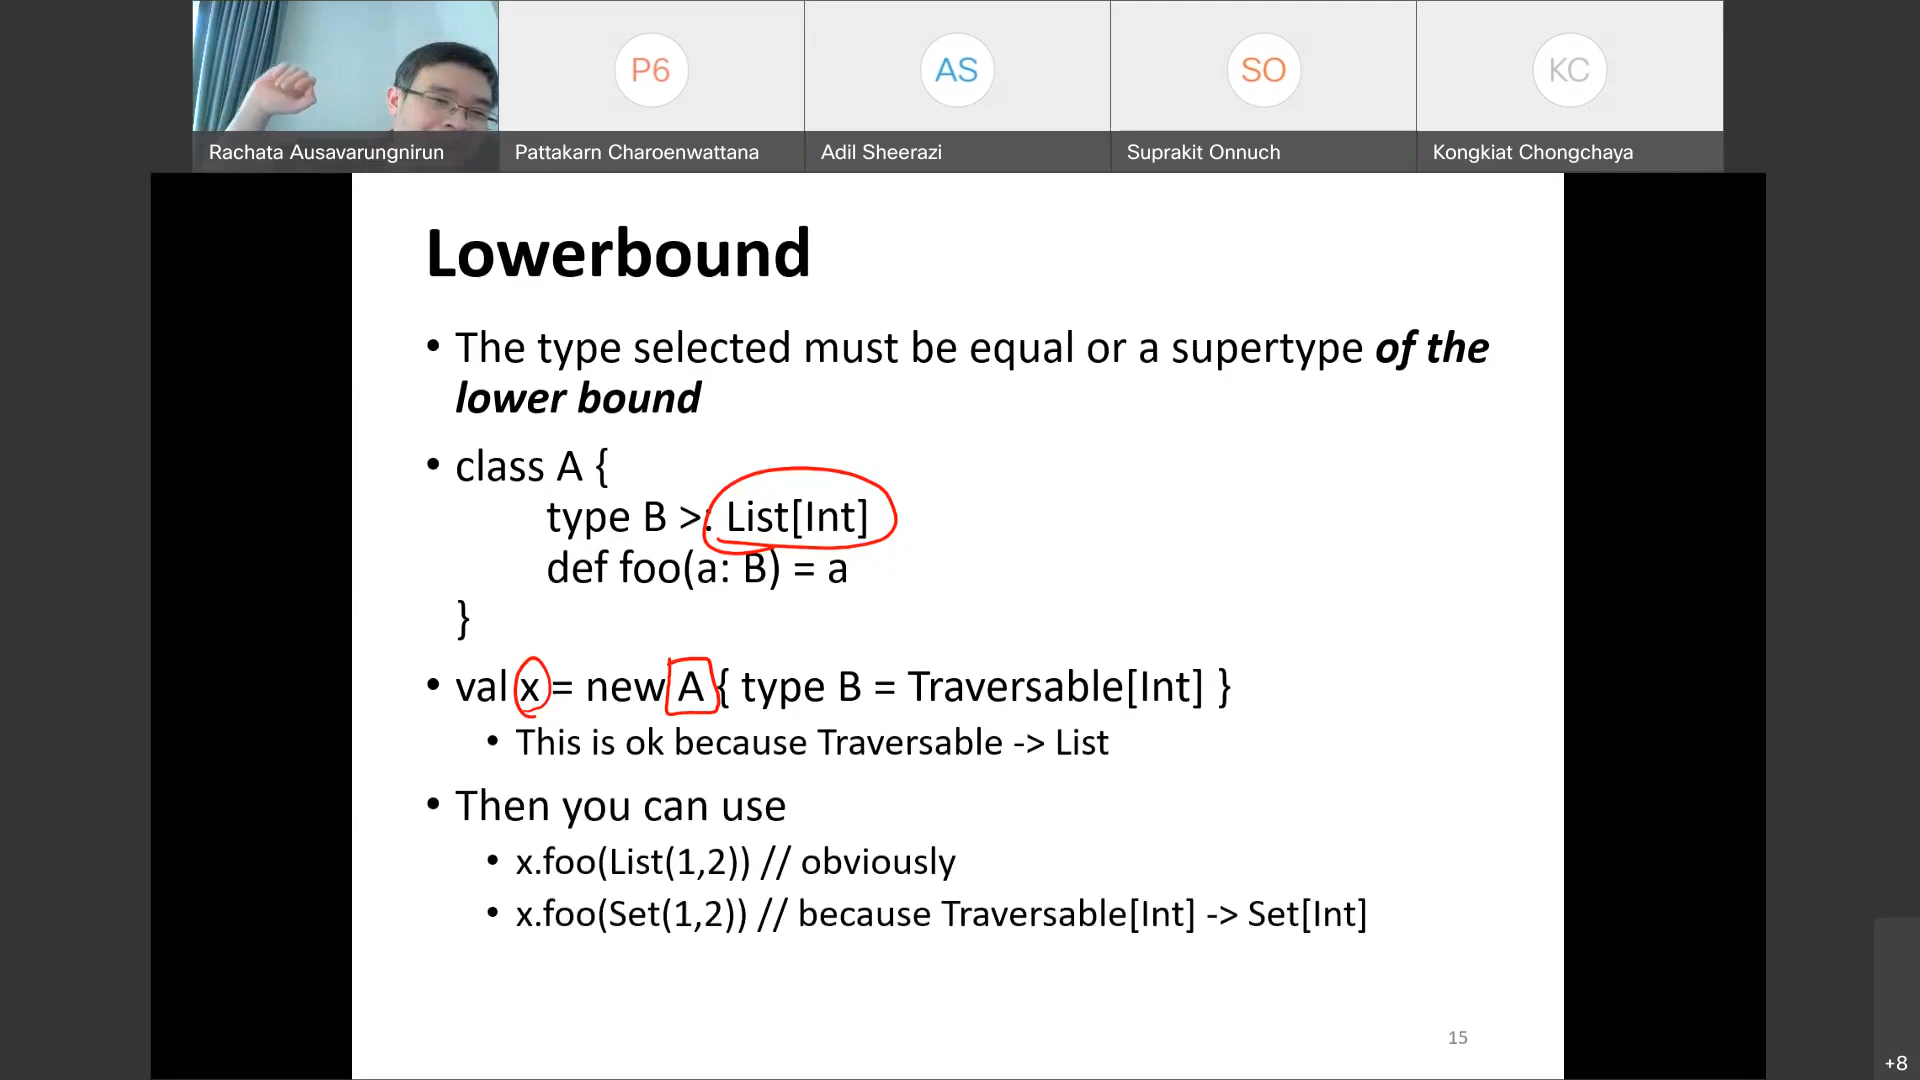 P6
AS
SO
KC
Rachata Ausavarungnirun
Pattakarn Charoenwattana
Adil Sheerazi
Suprakit Onnuch
Kongkiat Chongchaya
Lowerbound
• The type selected must be equal or a supertype of the
lower bound
• class A {
type B >: List[Int]
def foo(a: B) = a
}
• val x = new A { type B = Traversable[Int] }
• This is ok because Traversable -> List
• Then you can use
• x.foo(List(1,2)) // obviously
• x.foo(Set(1,2)) // because Traversable[Int] -> Set[Int]
15
+8